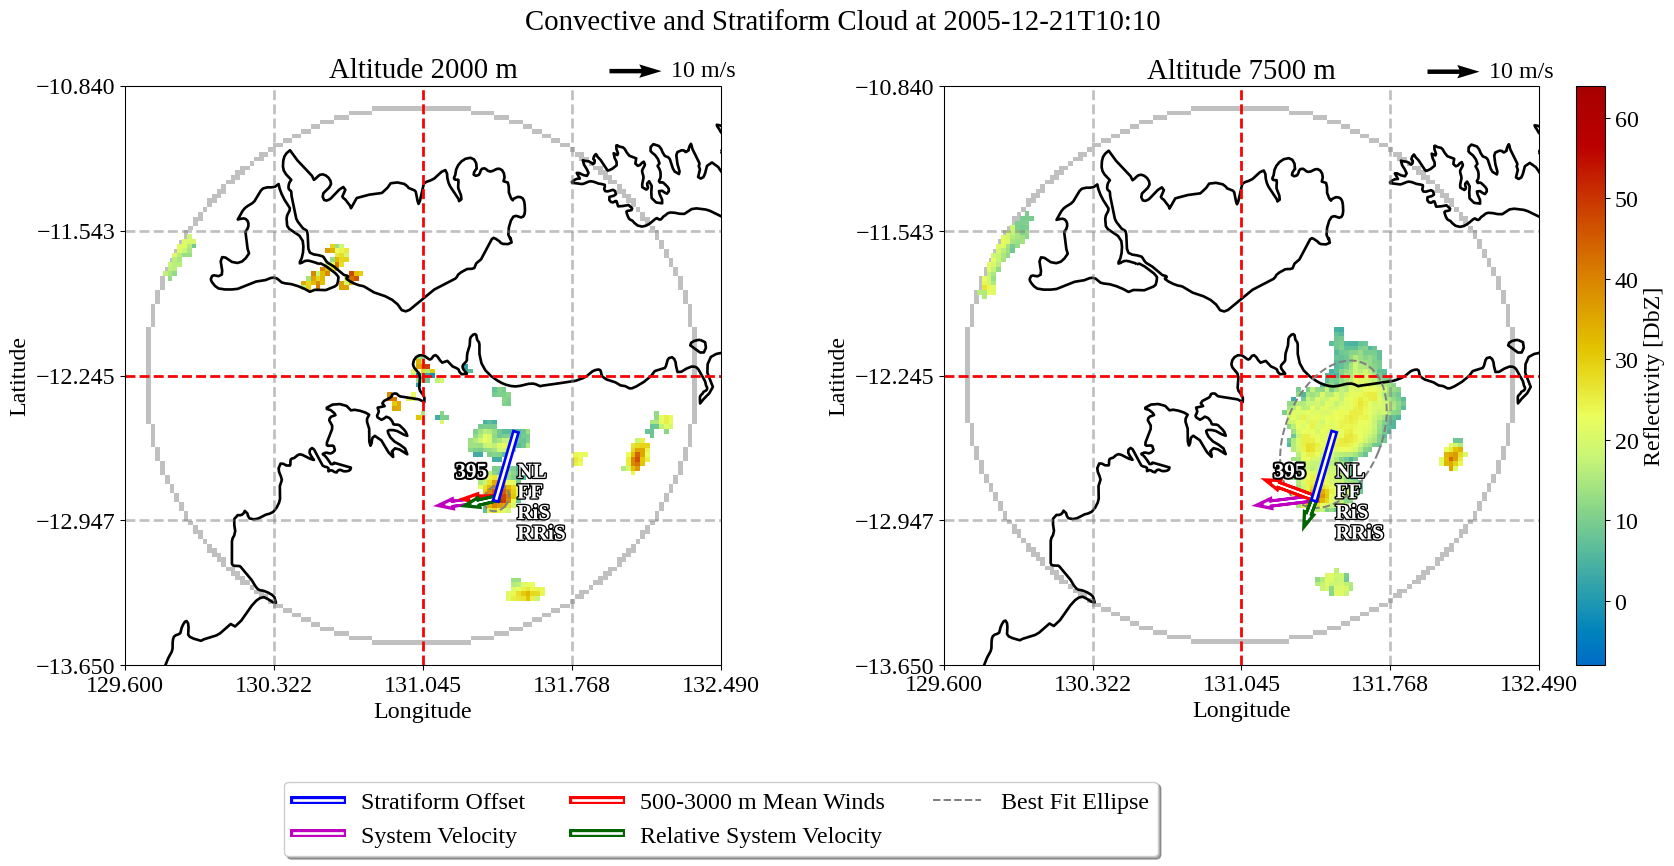 Convective and Stratiform Cloud at 2005-12-21T10:10
Altitude 2000 m
10 m/s
Altitude 7500 m
10 m/s
−10.840
−11.543
−12.245
−12.947
−13.650
Latitude
129.600
130.322
131.045
131.768
132.490
Longitude
395
NL
FF
RiS
RRiS
−10.840
−11.543
−12.245
−12.947
−13.650
Latitude
129.600
130.322
131.045
131.768
132.490
Longitude
395
NL
FF
RiS
RRiS
60
50
40
30
20
10
0
Reflectivity [DbZ]
Stratiform Offset
500-3000 m Mean Winds
Best Fit Ellipse
System Velocity
Relative System Velocity